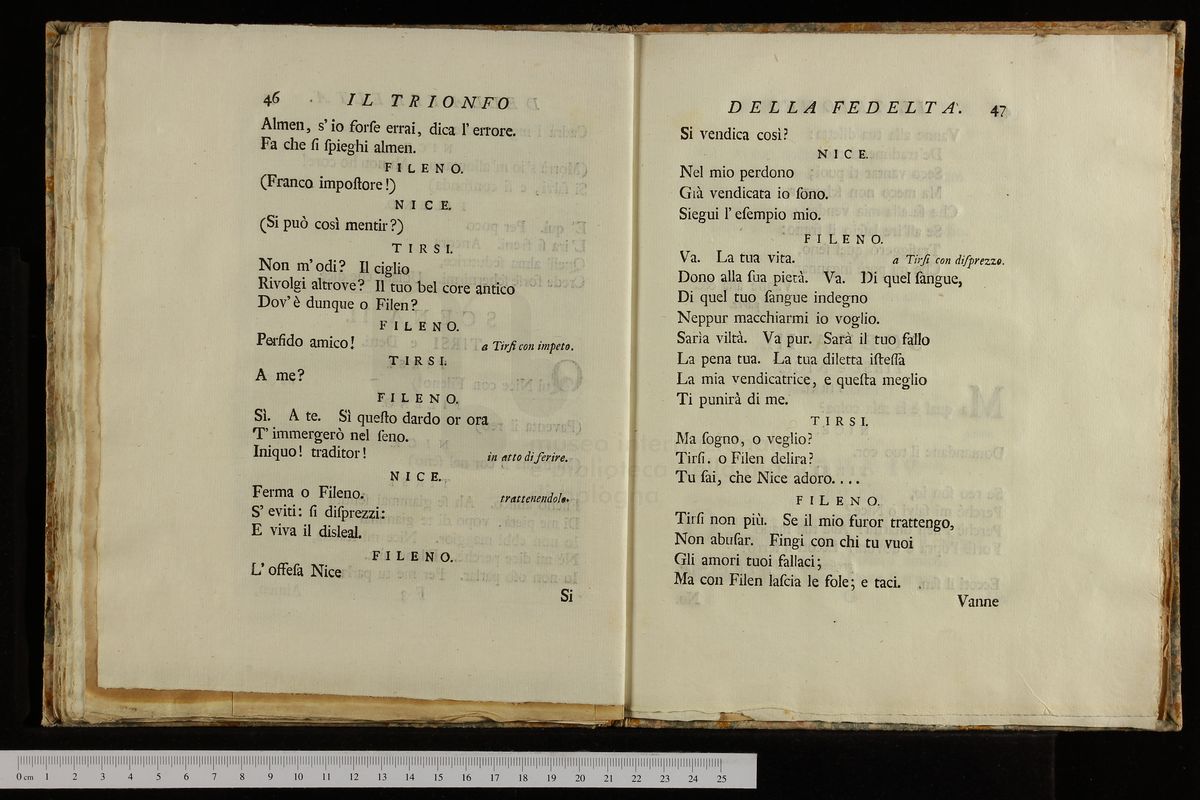 46 IL TRIONFO
Almen, s' io forſe errai, dica l' errore.
Fa che ſi ſpieghi almen.
FILENO.
(Franco impoſtore!)
NICE.
(Si può così mentir?)
TIRSI.
Non m' odi? Il ciglio
Rivolgi altrove? Il tuo bel core antico
Dov' è dunque o Filen?
FILENO.
Perfido amico! a Tirſi con impeto.
TIRSI.
A me?
FILENO.
Sì. A te. Sì queſto dardo or ora
T' immergerò nel ſeno.
Iniquo! traditor! in atto di ferire.
NICE.
Ferma o Fileno. trattenendolo.
S' eviti: ſi diſprezzi:
E viva il disleal.
FILENO.
L' offeſa Nice
Si
DELLA FEDELTA'. 47
Si vendica così?
NICE.
Nel mio perdono
Già vendicata io ſono.
Siegui l' eſempio mio.
FILENO.
Va. La tua vita. a Tirſi con diſprezzo.
Dono alla ſua pietà. Va. Di quel ſangue,
Di quel tuo ſangue indegno
Neppur macchiarmi io voglio.
Sarìa viltà. Va pur. Sarà il tuo fallo
La pena tua. La tua diletta iſteſſa
La mia vendicatrice, e queſta meglio
Ti punirà di me.
TIRSI.
Ma ſogno, o veglio?
Tirſi. o Filen delira?
Tu ſai, che Nice adoro....
FILENO.
Tirſi non più. Se il mio furor trattengo,
Non abuſar. Fingi con chi tu vuoi
Gli amori tuoi fallaci;
Ma con Filen laſcia le fole; e taci.
Vanne
0 cm 1 2 3 4 5 6 7 8 9 10 11 12 13 14 15 16 17 18 19 20 21 22 23 24 25